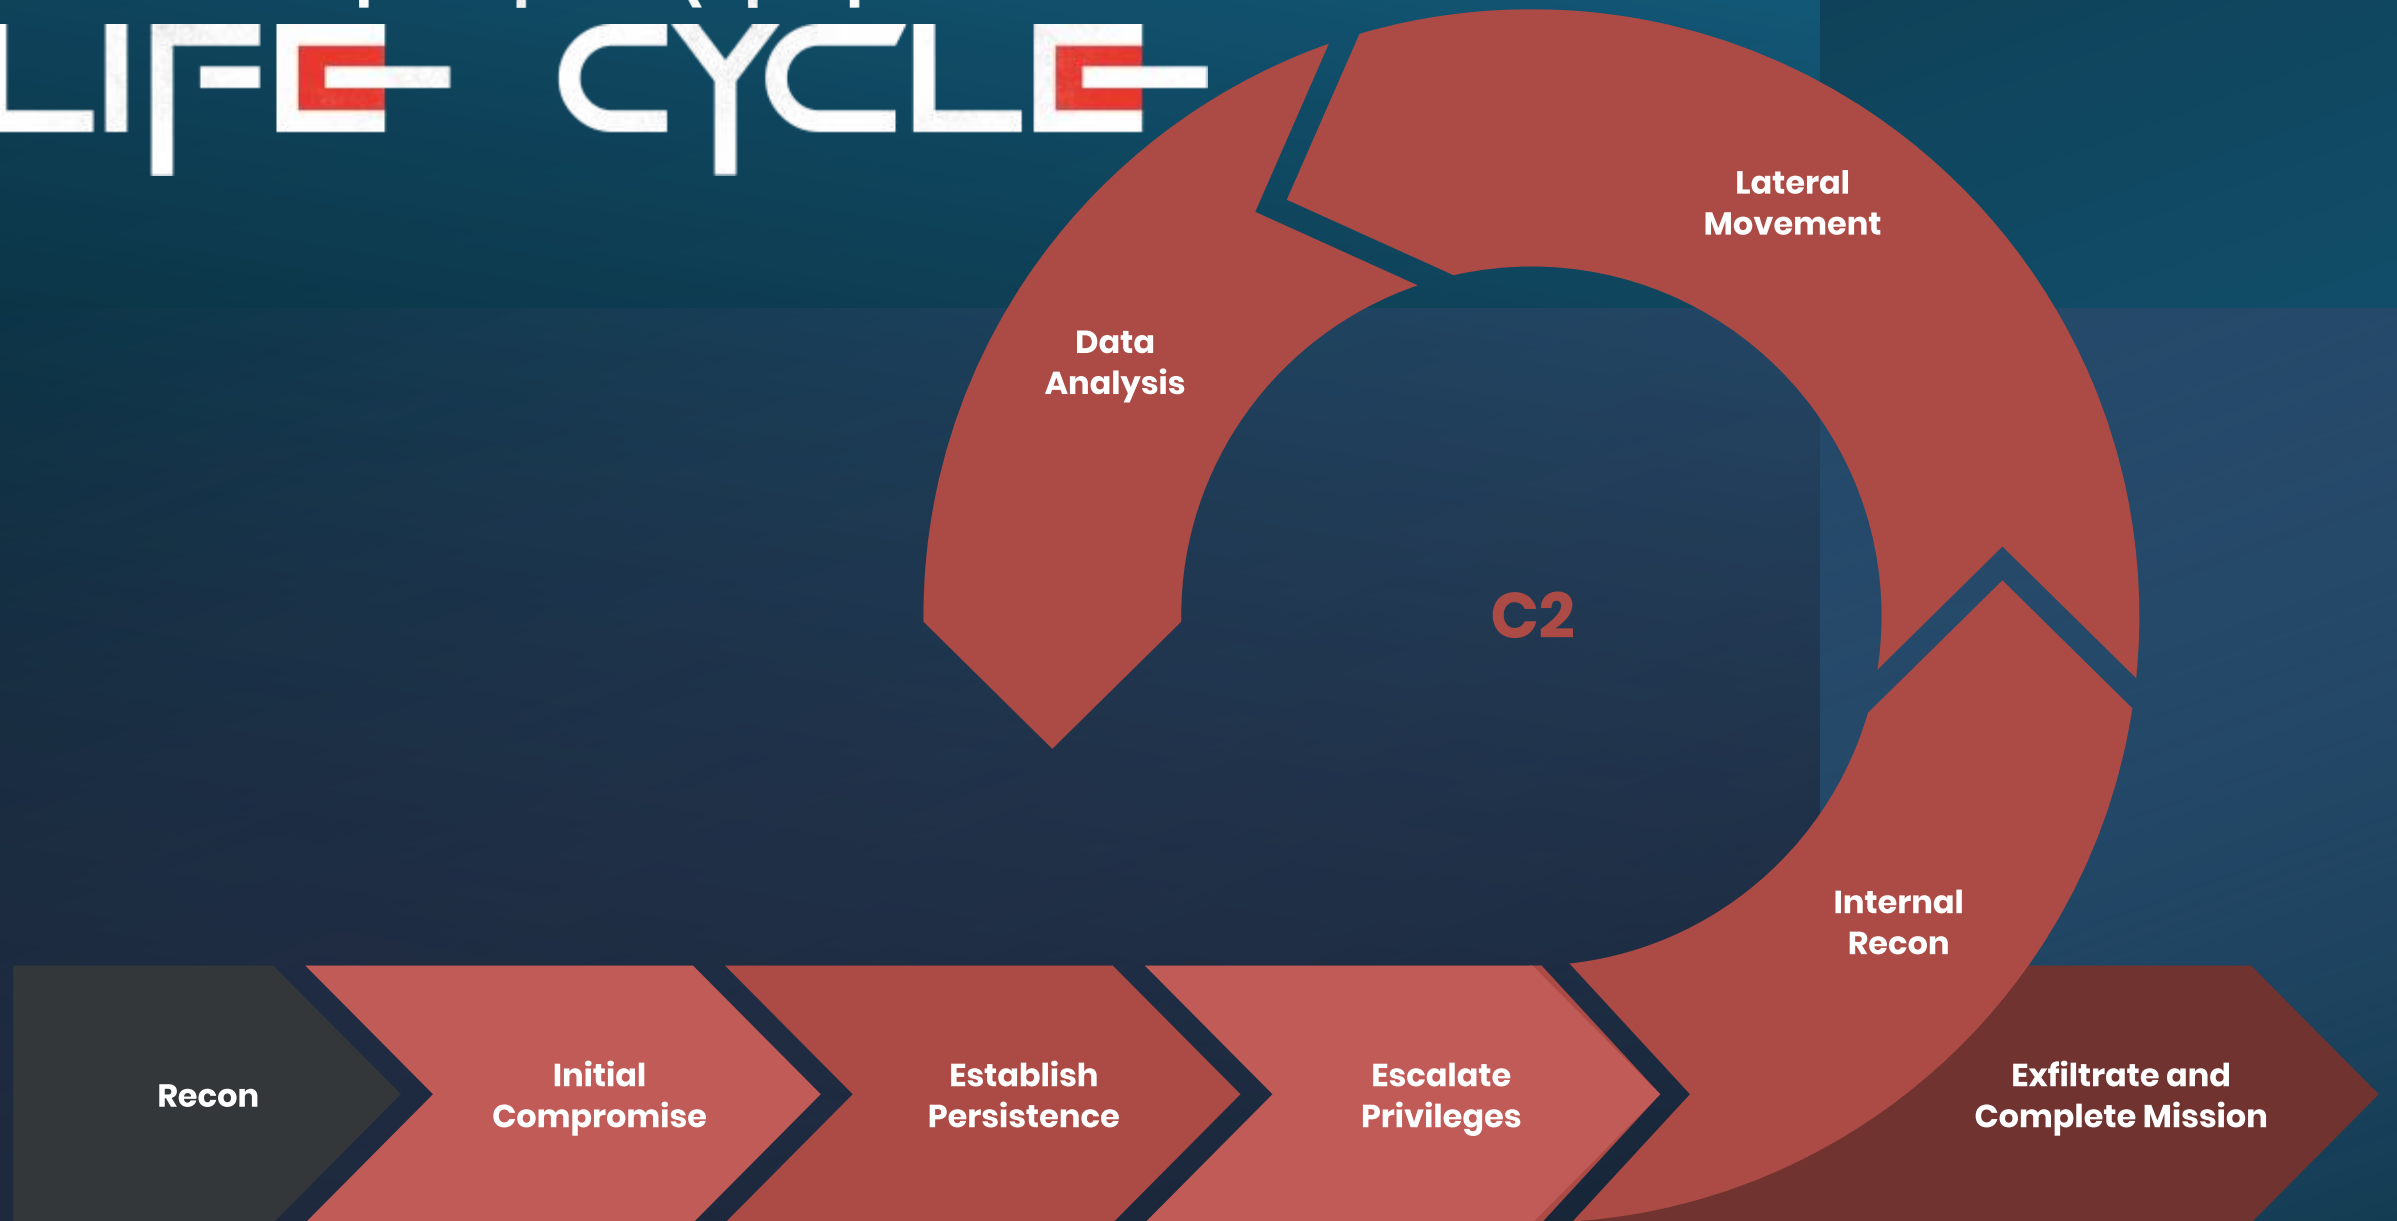 LIFE CYCLE
Lateral
Movement
Data
Analysis
C2
Internal
Recon
Recon
Initial
Compromise
Establish
Persistence
Escalate
Privileges
Exfiltrate and
Complete Mission